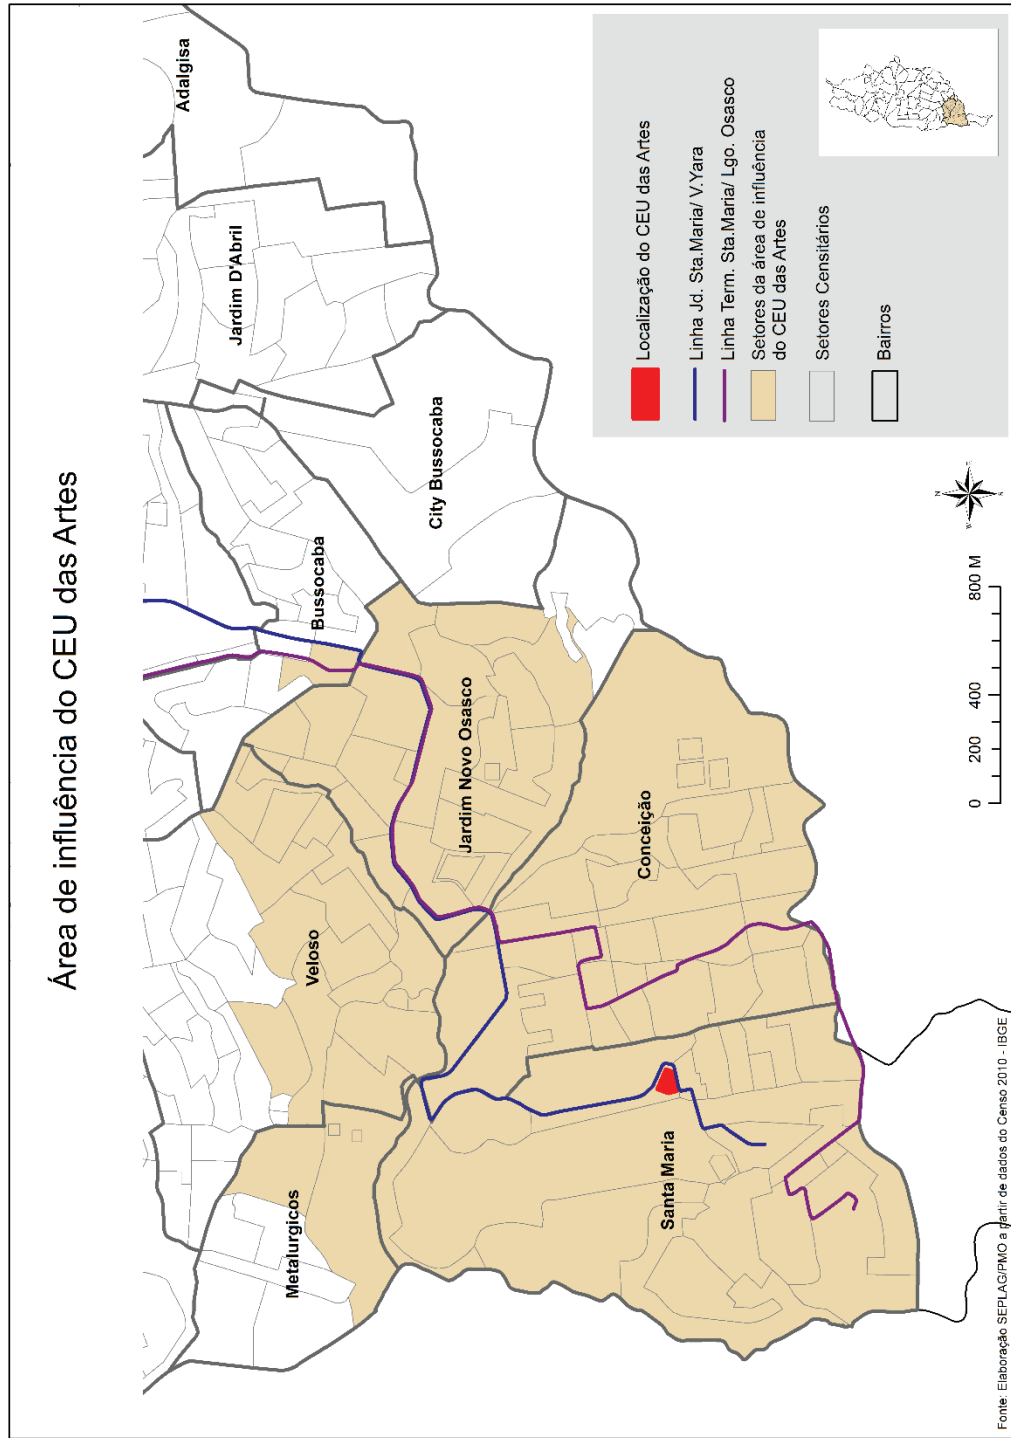 Área de influência do CEU das Artes
Adalgisa
Jardim D'Abril
Bussocaba
City Bussocaba
Veloso
Jardim Novo Osasco
Metalurgicos
Conceição
Santa Maria
Localização do CEU das Artes
Linha Jd. Sta.Maria/ V.Yara
Linha Term. Sta.Maria/ Lgo. Osasco
Setores da área de influência
do CEU das Artes
Setores Censitários
Bairros
N
0 200 400 800 M
Fonte: Elaboração SEPLAG/PMO a partir de dados do Censo 2010 - IBGE